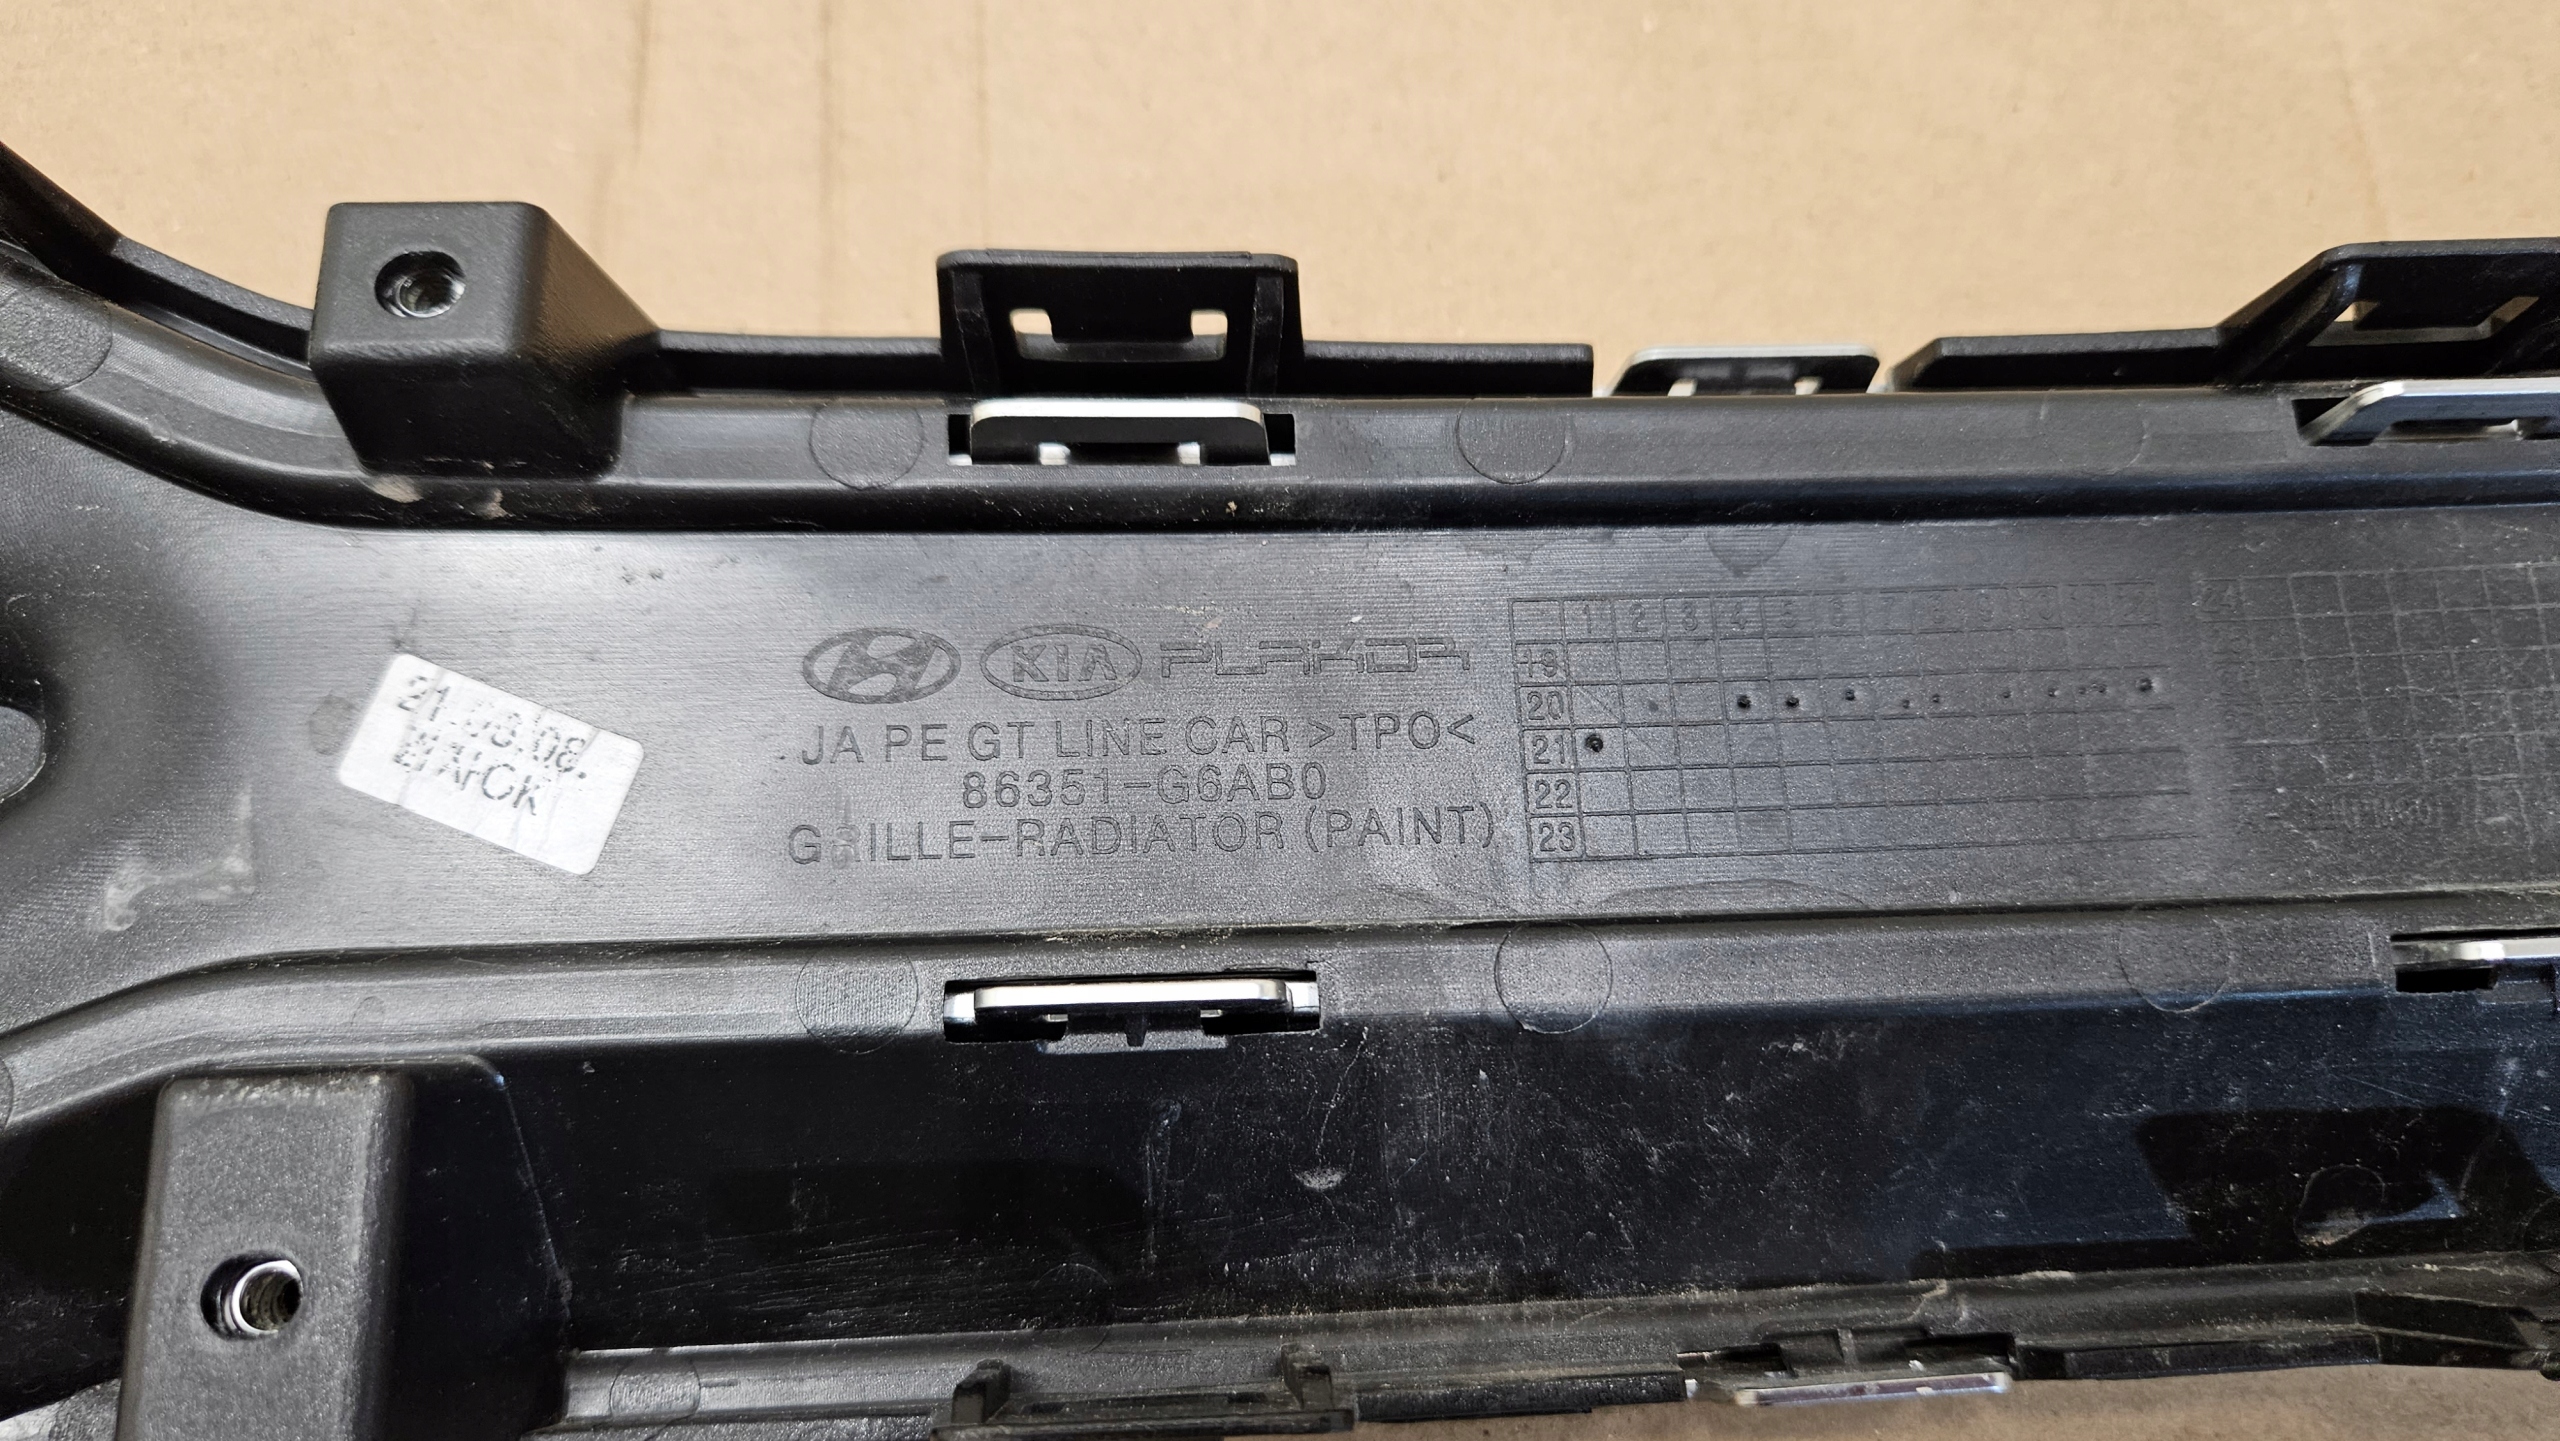 KIA PLAKOR
JA PE GT LINE CAR >TPO<
86351-G6AB0
GRILLE-RADIATOR (PAINT)
1 2 3 4 5 6 7 8 9 10 11 12
19
20
21
22
23
24